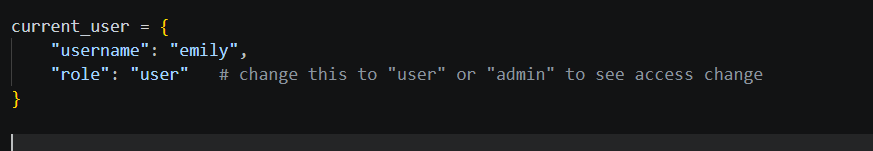 current_user = {
    "username": "emily",
    "role": "user"   # change this to "user" or "admin" to see access change
}